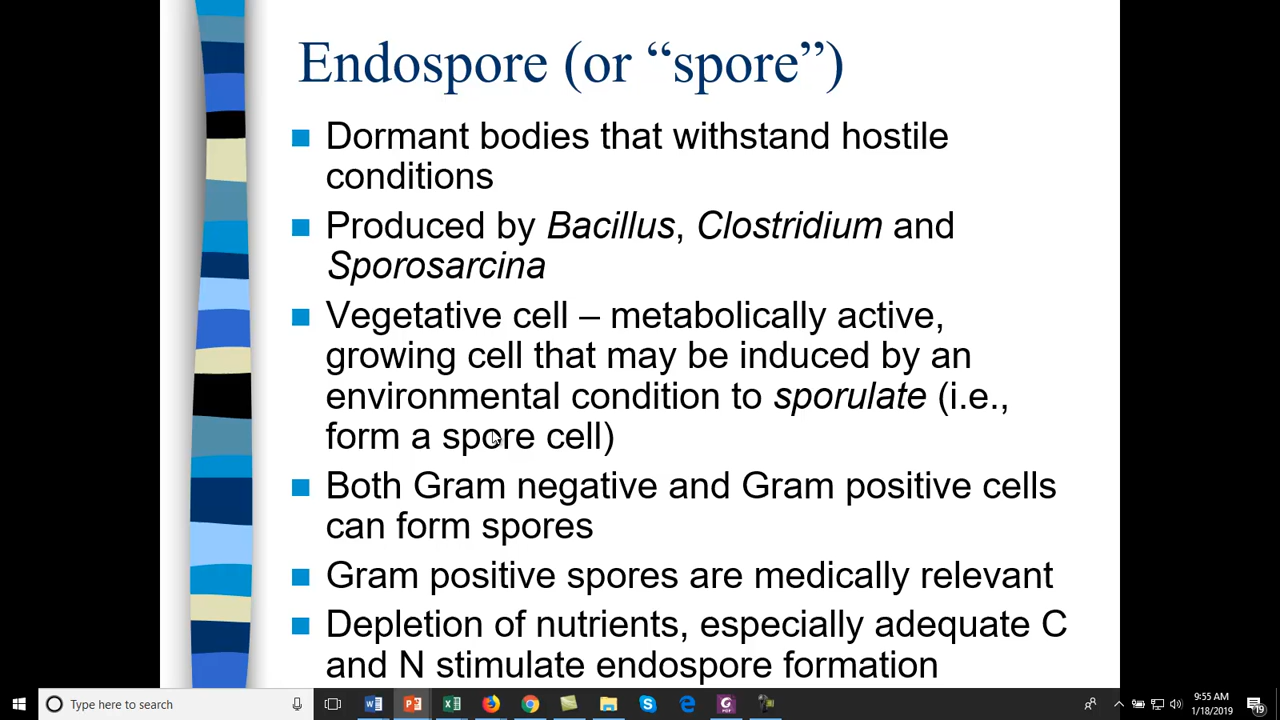 Endospore (or “spore”)
Dormant bodies that withstand hostile
conditions
Produced by Bacillus, Clostridium and
Sporosarcina
Vegetative cell – metabolically active,
growing cell that may be induced by an
environmental condition to sporulate (i.e.,
form a spore cell)
Both Gram negative and Gram positive cells
can form spores
Gram positive spores are medically relevant
Depletion of nutrients, especially adequate C
and N stimulate endospore formation
Type here to search
9:55 AM
1/18/2019
19